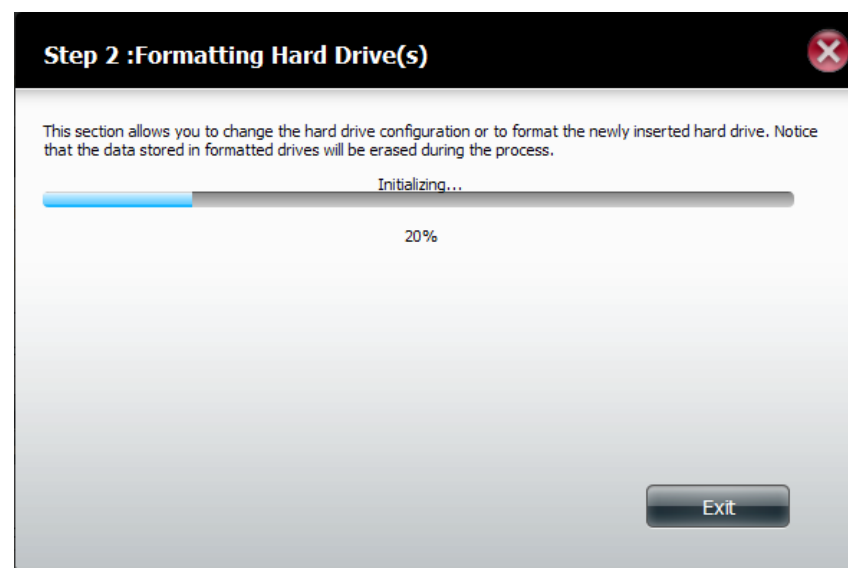 Step 2 :Formatting Hard Drive(s)
This section allows you to change the hard drive configuration or to format the newly inserted hard drive. Notice
that the data stored in formatted drives will be erased during the process.
Initializing...
20%
Exit